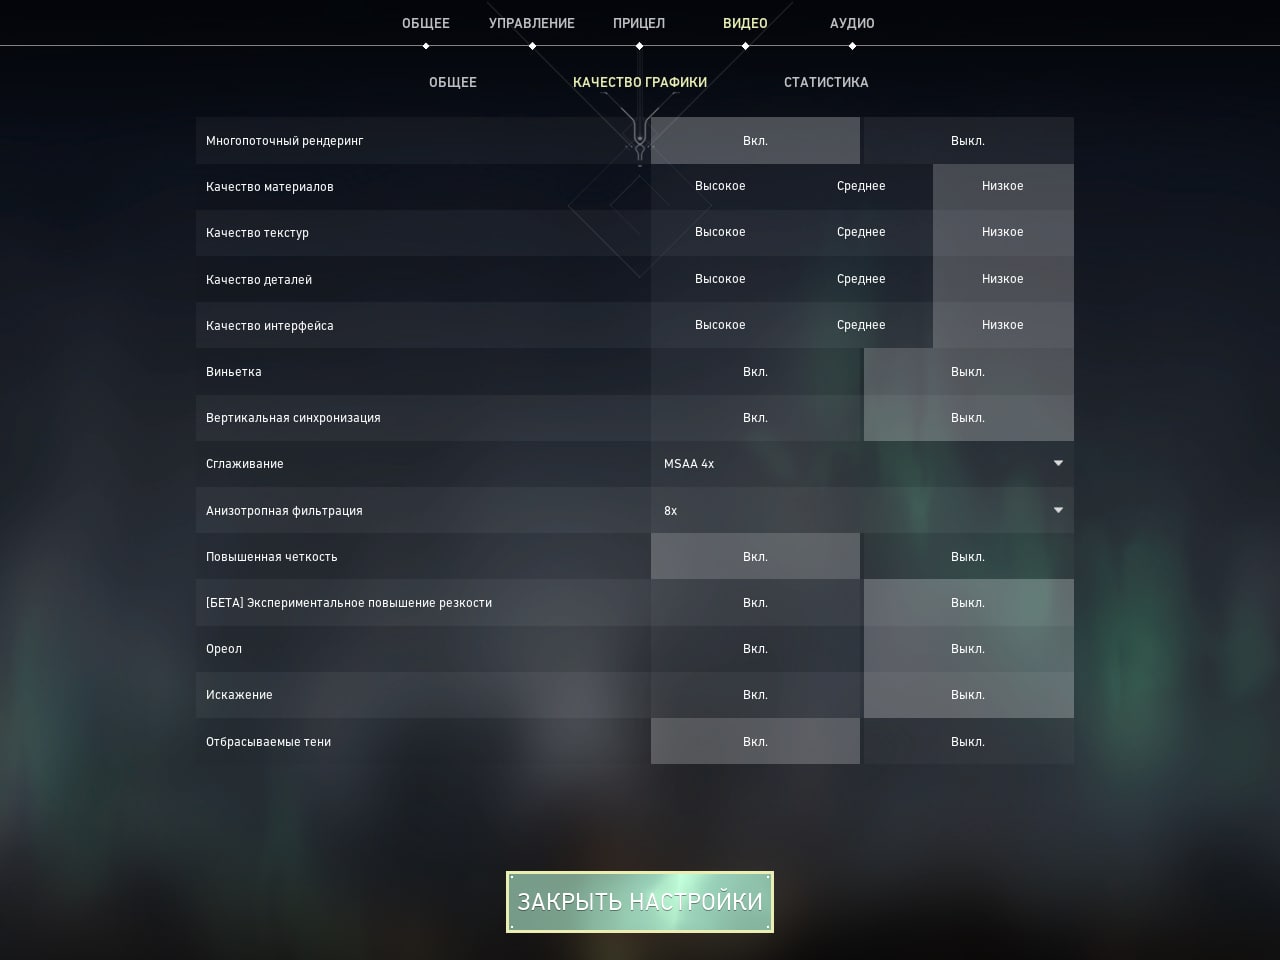 ОБЩЕЕ УПРАВЛЕНИЕ ПРИЦЕЛ ВИДЕО АУДИО
ОБЩЕЕ КАЧЕСТВО ГРАФИКИ СТАТИСТИКА
Многопоточный рендеринг Вкл. Выкл.
Качество материалов Высокое Среднее Низкое
Качество текстур Высокое Среднее Низкое
Качество деталей Высокое Среднее Низкое
Качество интерфейса Высокое Среднее Низкое
Виньетка Вкл. Выкл.
Вертикальная синхронизация Вкл. Выкл.
Сглаживание MSAA 4x
Анизотропная фильтрация 8x
Повышенная четкость Вкл. Выкл.
[БЕТА] Экспериментальное повышение резкости Вкл. Выкл.
Ореол Вкл. Выкл.
Искажение Вкл. Выкл.
Отбрасываемые тени Вкл. Выкл.
ЗАКРЫТЬ НАСТРОЙКИ